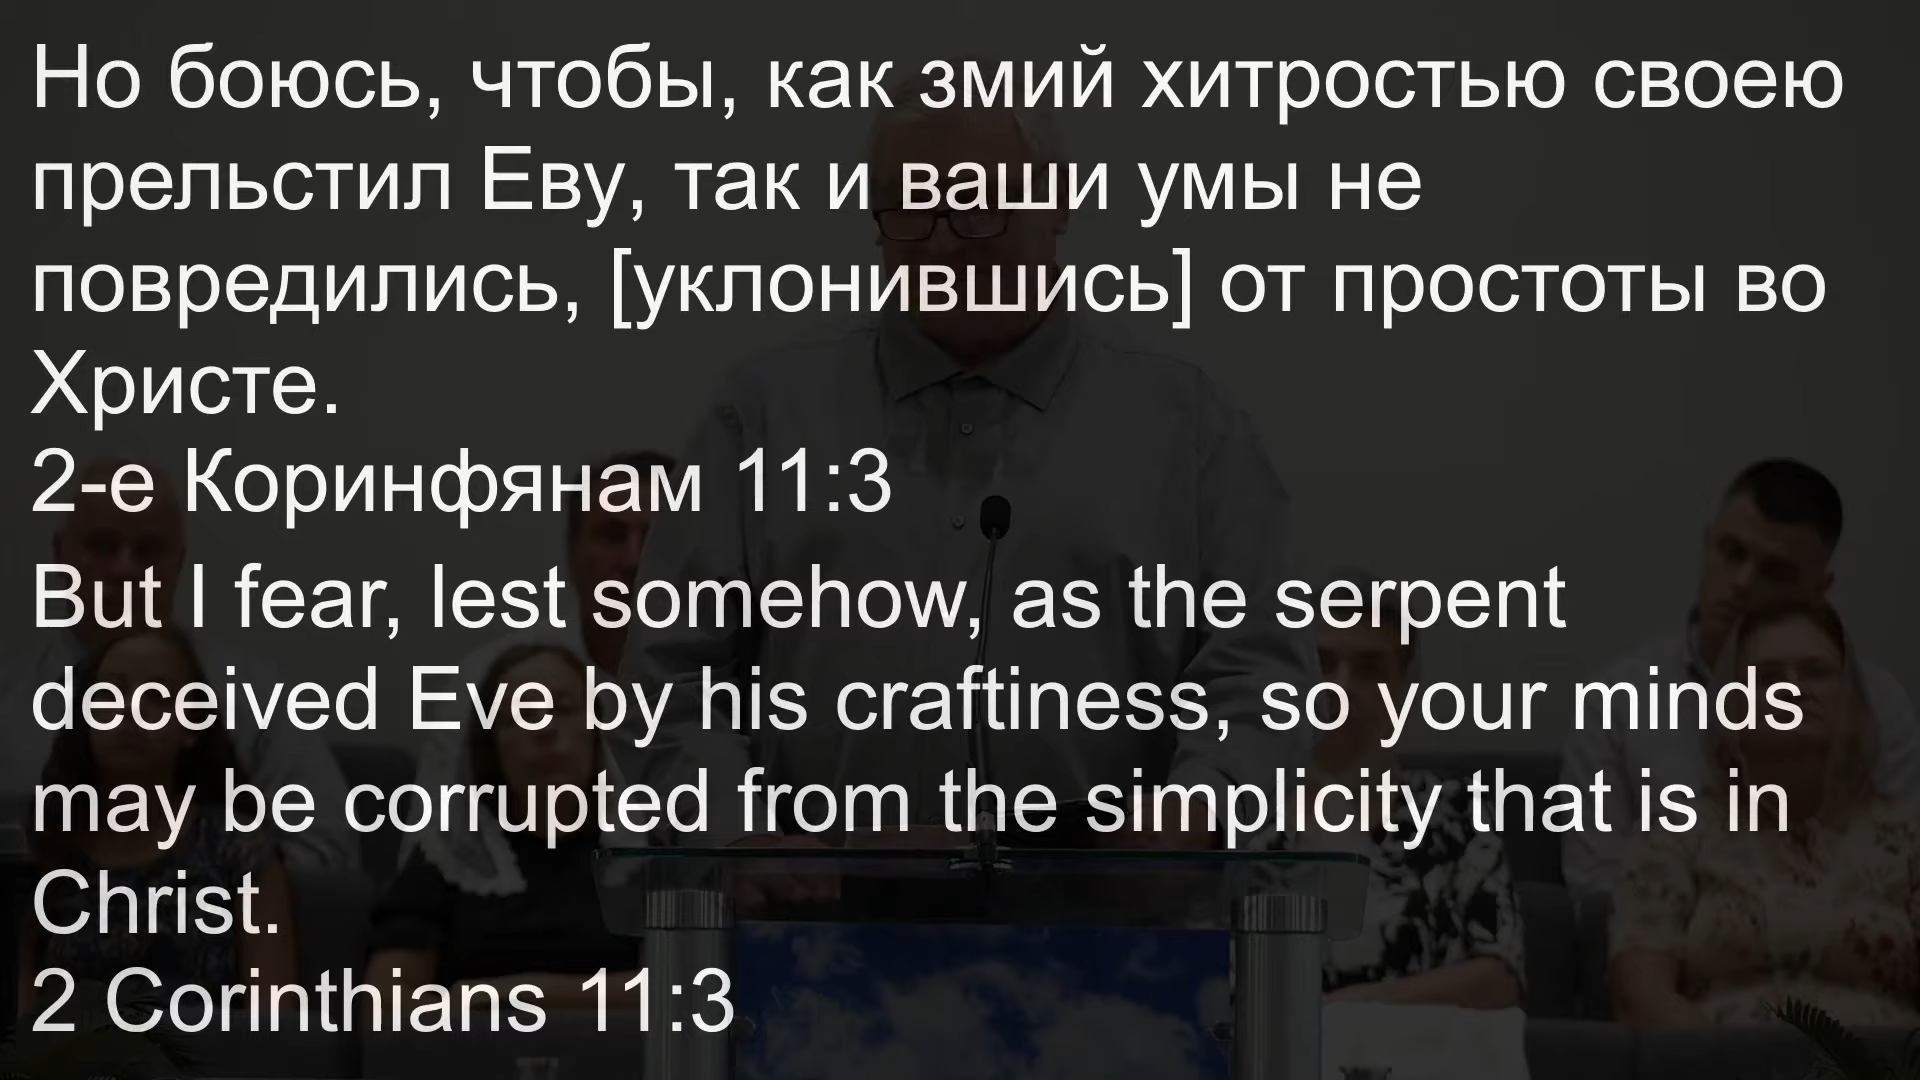 Но боюсь, чтобы, как змий хитростью своею
прельстил Еву, так и ваши умы не
повредились, [уклонившись] от простоты во
Христе.
2-е Коринфянам 11:3
But I fear, lest somehow, as the serpent
deceived Eve by his craftiness, so your minds
may be corrupted from the simplicity that is in
Christ.
2 Corinthians 11:3